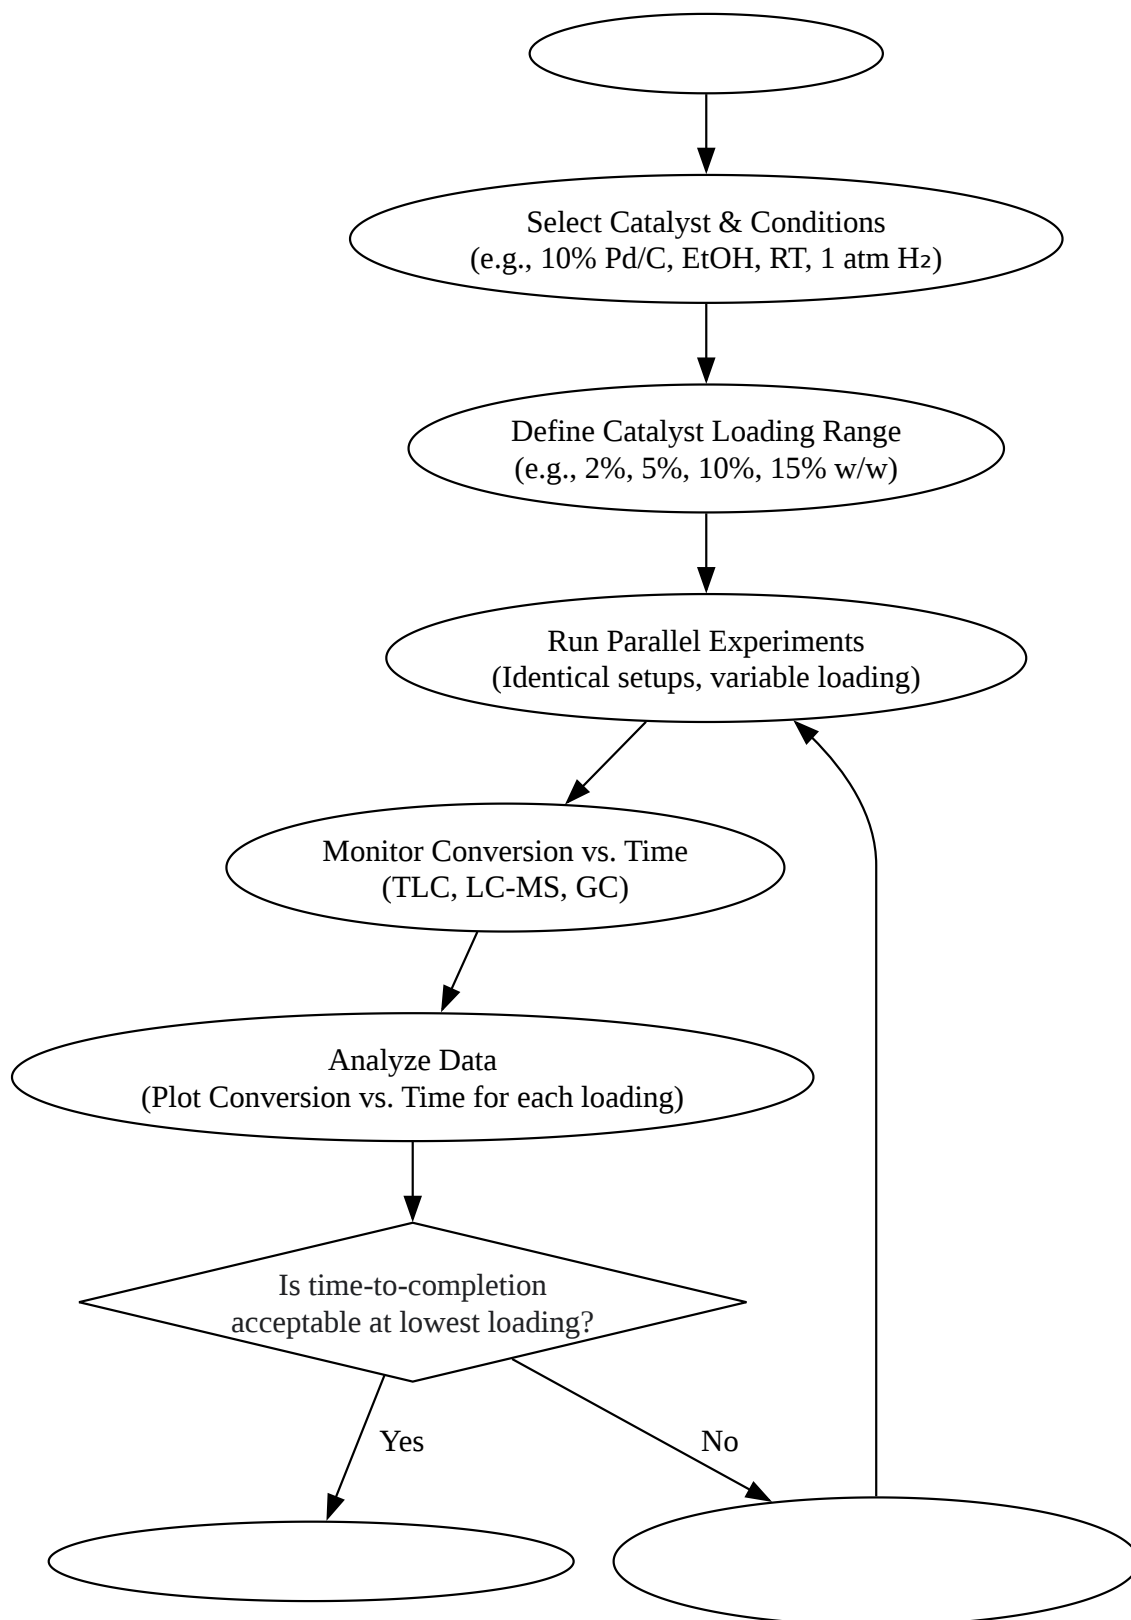 Select Catalyst & Conditions
(e.g., 10% Pd/C, EtOH, RT, 1 atm H₂)
Define Catalyst Loading Range
(e.g., 2%, 5%, 10%, 15% w/w)
Run Parallel Experiments
(Identical setups, variable loading)
Monitor Conversion vs. Time
(TLC, LC-MS, GC)
Analyze Data
(Plot Conversion vs. Time for each loading)
Is time-to-completion
acceptable at lowest loading?
Yes
No